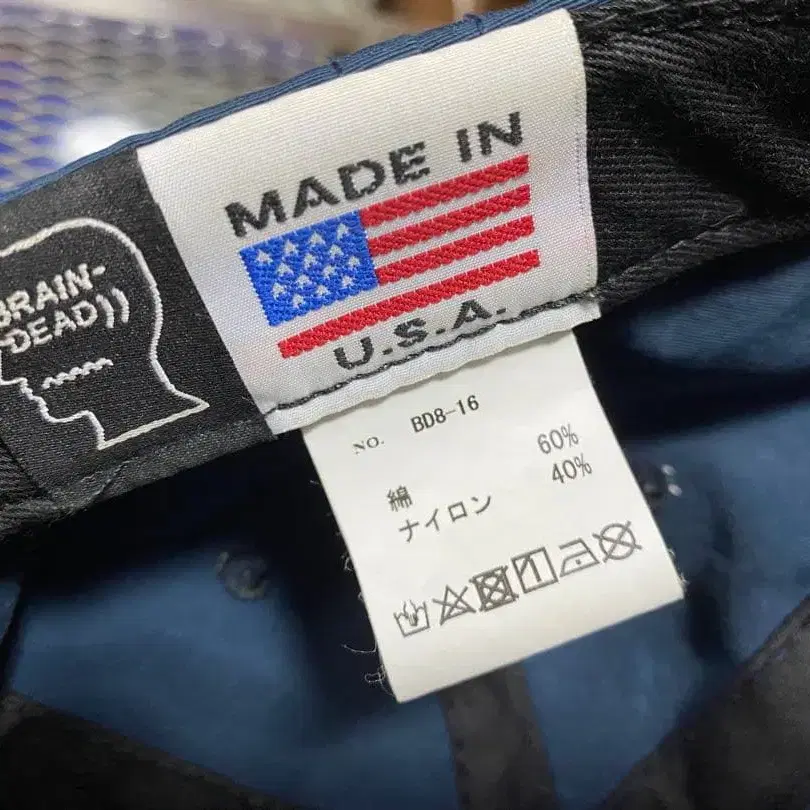 BRAIN-
DEAD
MADE IN
U.S.A.
NO. BD8-16
綿 60%
ナイロン 40%